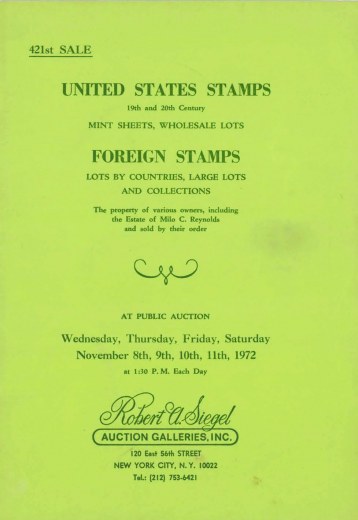 421st SALE
UNITED STATES STAMPS
19th and 20th Century
MINT SHEETS, WHOLESALE LOTS
FOREIGN STAMPS
LOTS BY COUNTRIES, LARGE LOTS
AND COLLECTIONS
The property of various owners, including
the Estate of Milo C. Reynolds
and sold by their order
AT PUBLIC AUCTION
Wednesday, Thursday, Friday, Saturday
November 8th, 9th, 10th, 11th, 1972
at 1:30 P. M. Each Day
Robert A. Siegel
AUCTION GALLERIES, INC.
120 East 56th STREET
NEW YORK CITY, N. Y. 10022
Tel.: (212) 753-6421